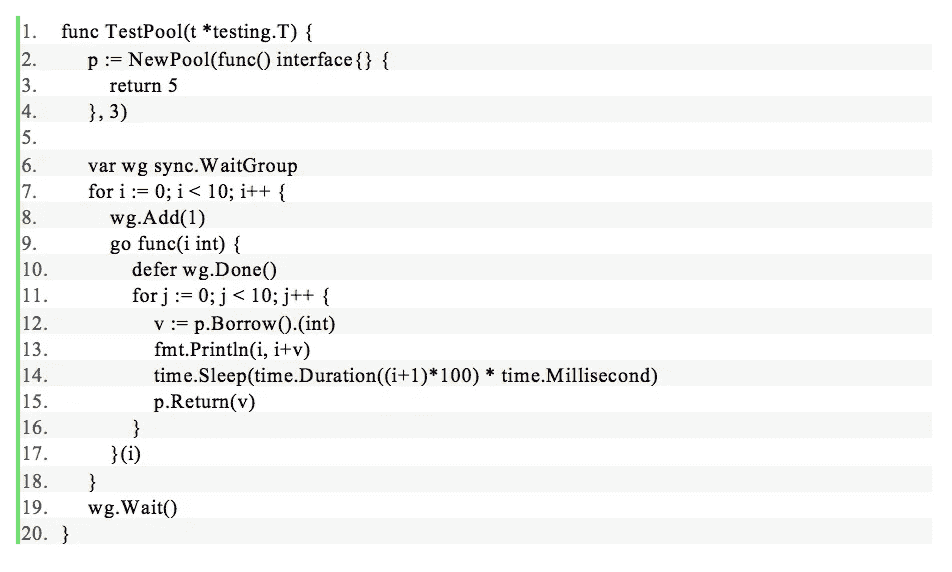 1. func TestPool(t *testing.T) {
2. p := NewPool(func() interface{} {
3. return 5
4. }, 3)
5.
6. var wg sync.WaitGroup
7. for i := 0; i < 10; i++ {
8. wg.Add(1)
9. go func(i int) {
10. defer wg.Done()
11. for j := 0; j < 10; j++ {
12. v := p.Borrow().(int)
13. fmt.Println(i, i+v)
14. time.Sleep(time.Duration((i+1)*100) * time.Millisecond)
15. p.Return(v)
16. }
17. }(i)
18. }
19. wg.Wait()
20. }